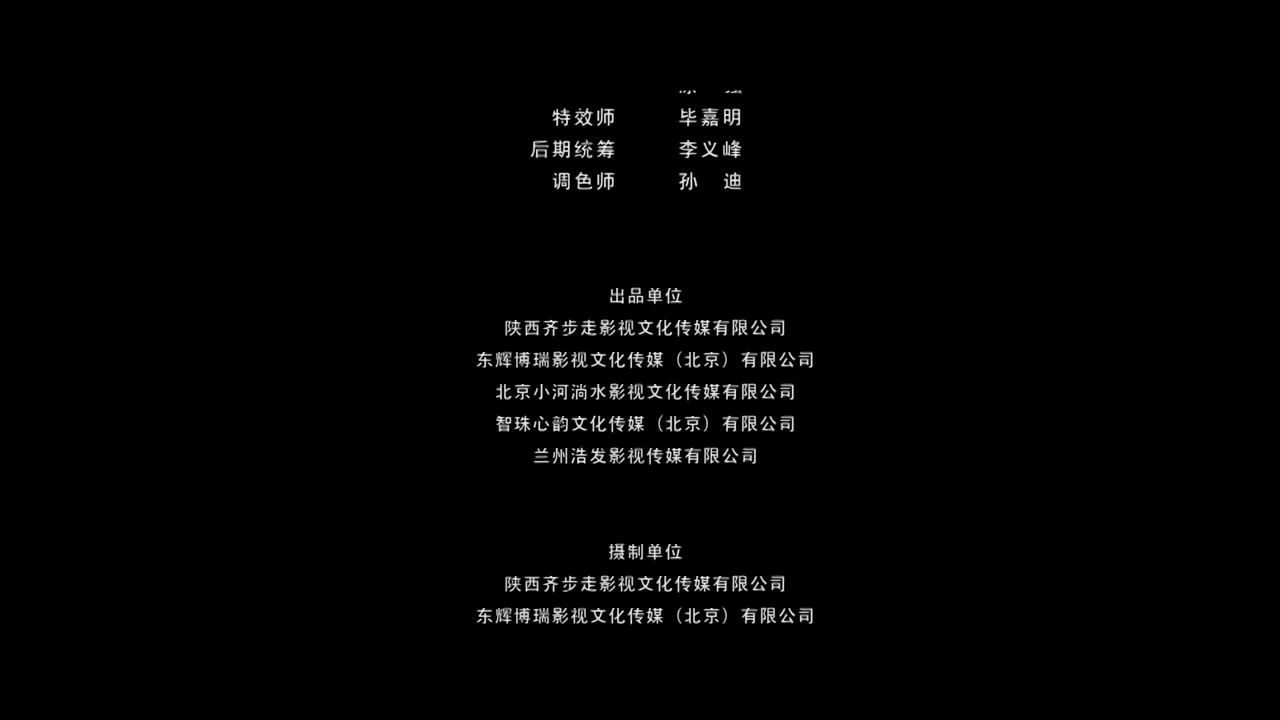 特效师 毕嘉明
后期统筹 李义峰
调色师 孙 迪
出品单位
陕西齐步走影视文化传媒有限公司
东辉博瑞影视文化传媒（北京）有限公司
北京小河淌水影视文化传媒有限公司
智珠心韵文化传媒（北京）有限公司
兰州浩发影视传媒有限公司
摄制单位
陕西齐步走影视文化传媒有限公司
东辉博瑞影视文化传媒（北京）有限公司